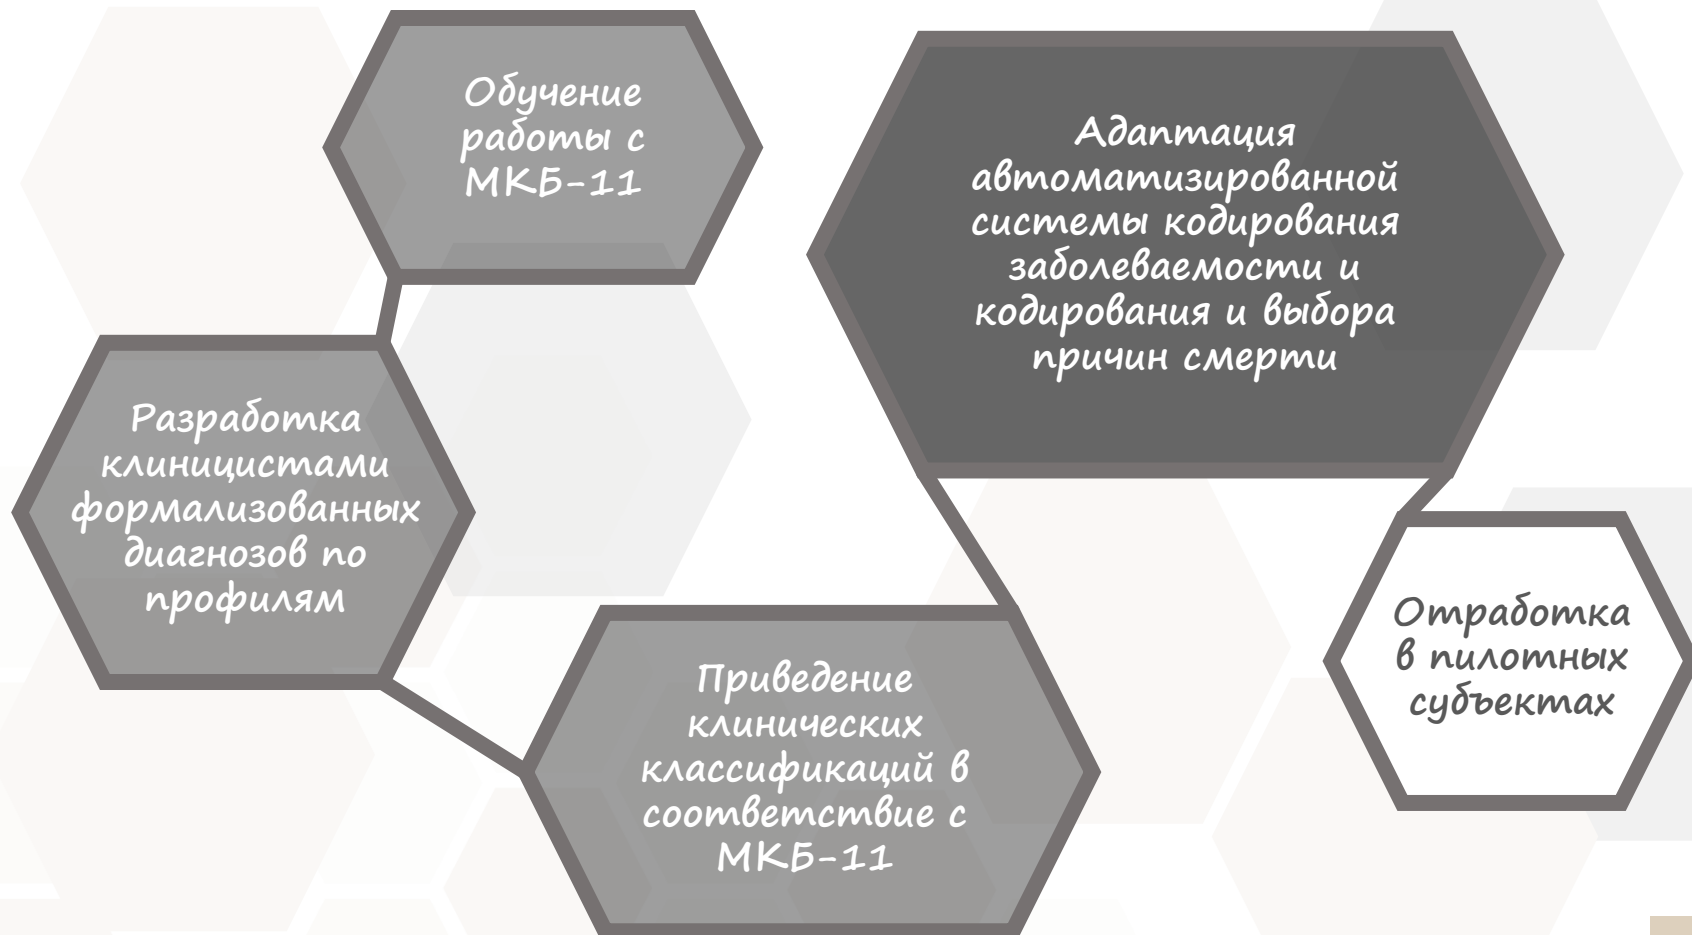 Обучение
работы с
МКБ-11
Разработка
клиницистами
формализованных
диагнозов по
профилям
Приведение
клинических
классификаций в
соответствие с
МКБ-11
Адаптация
автоматизированной
системы кодирования
заболеваемости и
кодирования и выбора
причин смерти
Отработка
в пилотных
субъектах